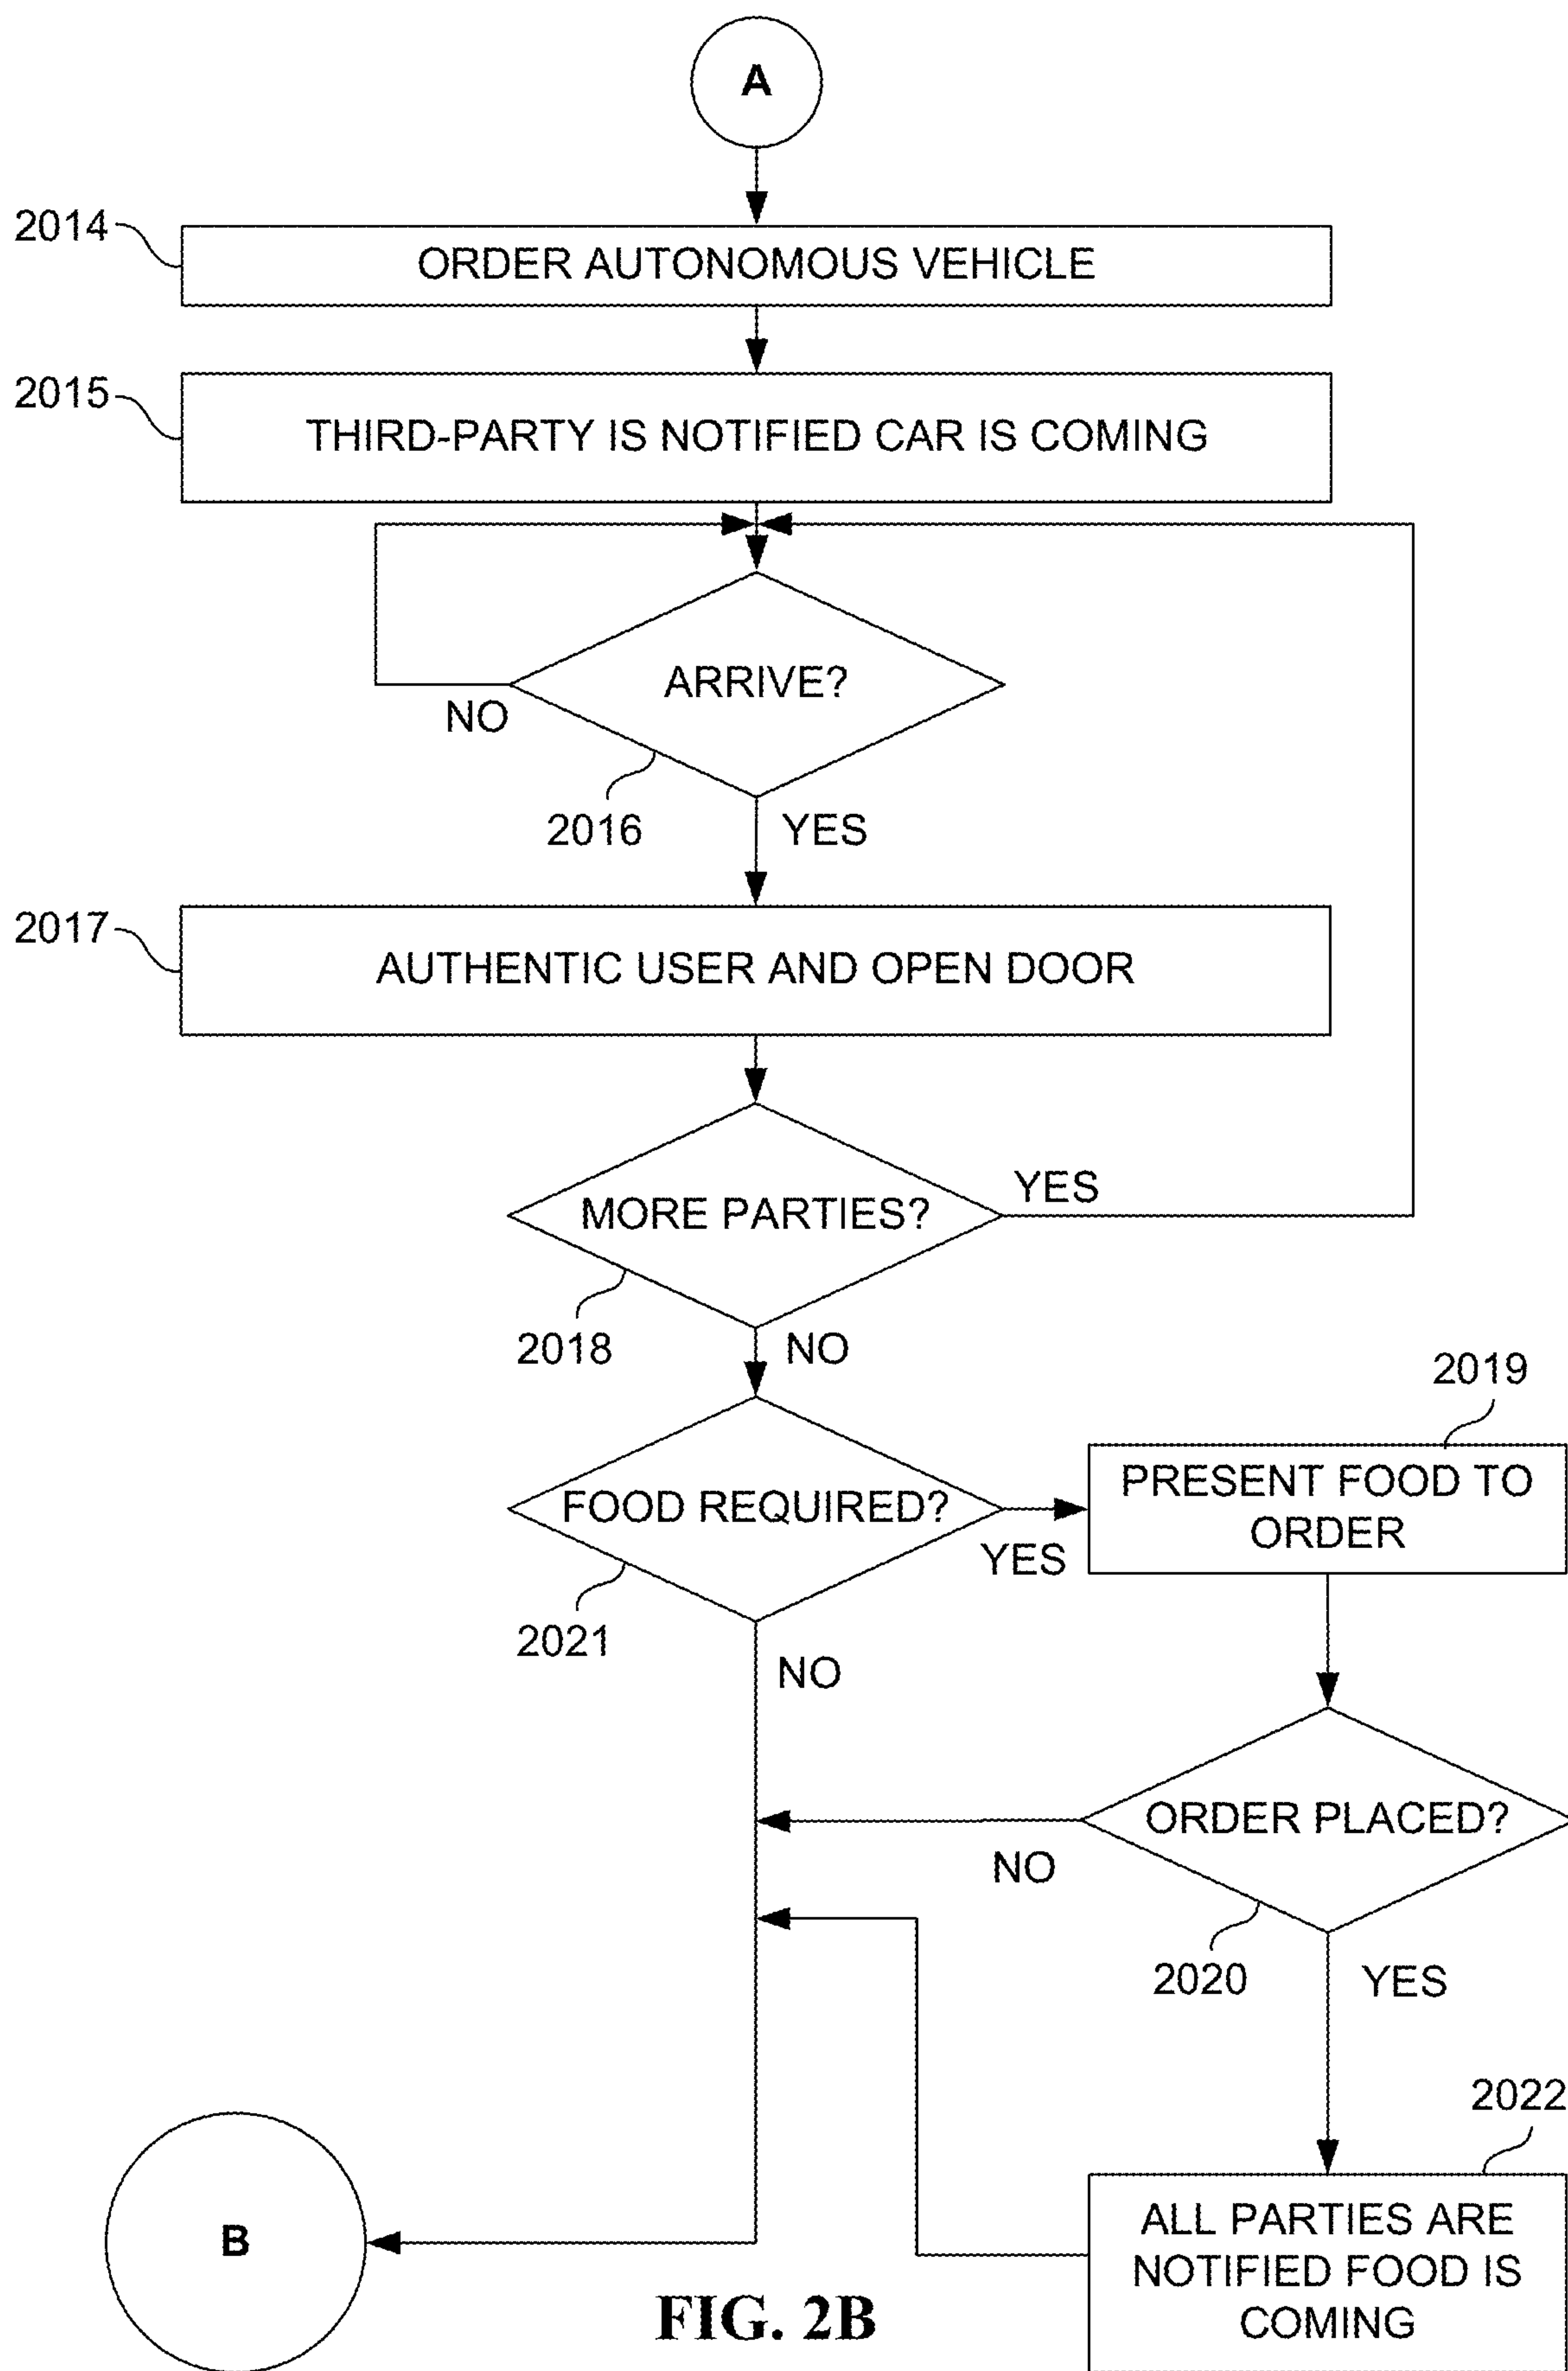 A
2014
ORDER AUTONOMOUS VEHICLE
2015
THIRD-PARTY IS NOTIFIED CAR IS COMING
ARRIVE?
NO
2016
YES
2017
AUTHENTIC USER AND OPEN DOOR
MORE PARTIES?
YES
2018
NO
2019
FOOD REQUIRED?
YES
PRESENT FOOD TO
ORDER
2021
NO
ORDER PLACED?
NO
2020
YES
2022
ALL PARTIES ARE
NOTIFIED FOOD IS
COMING
B
FIG. 2B